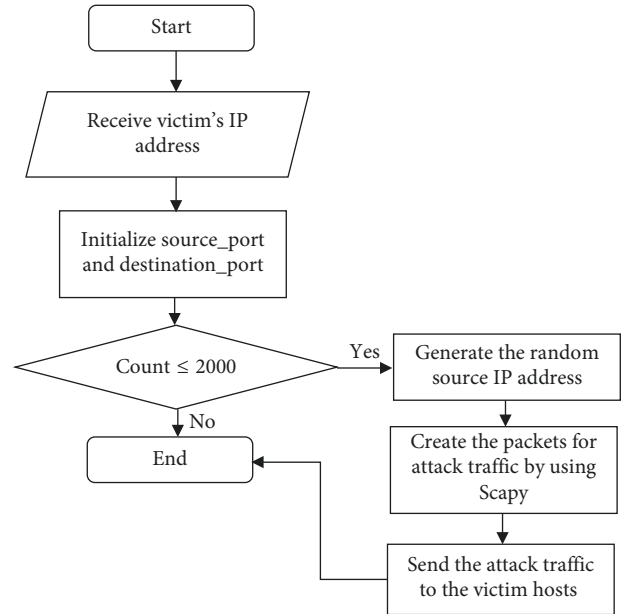 Start
Receive victim's IP
address
Initialize source_port
and destination_port
Count ≤ 2000
Yes
No
End
Generate the random
source IP address
Create the packets for
attack traffic by using
Scapy
Send the attack traffic
to the victim hosts